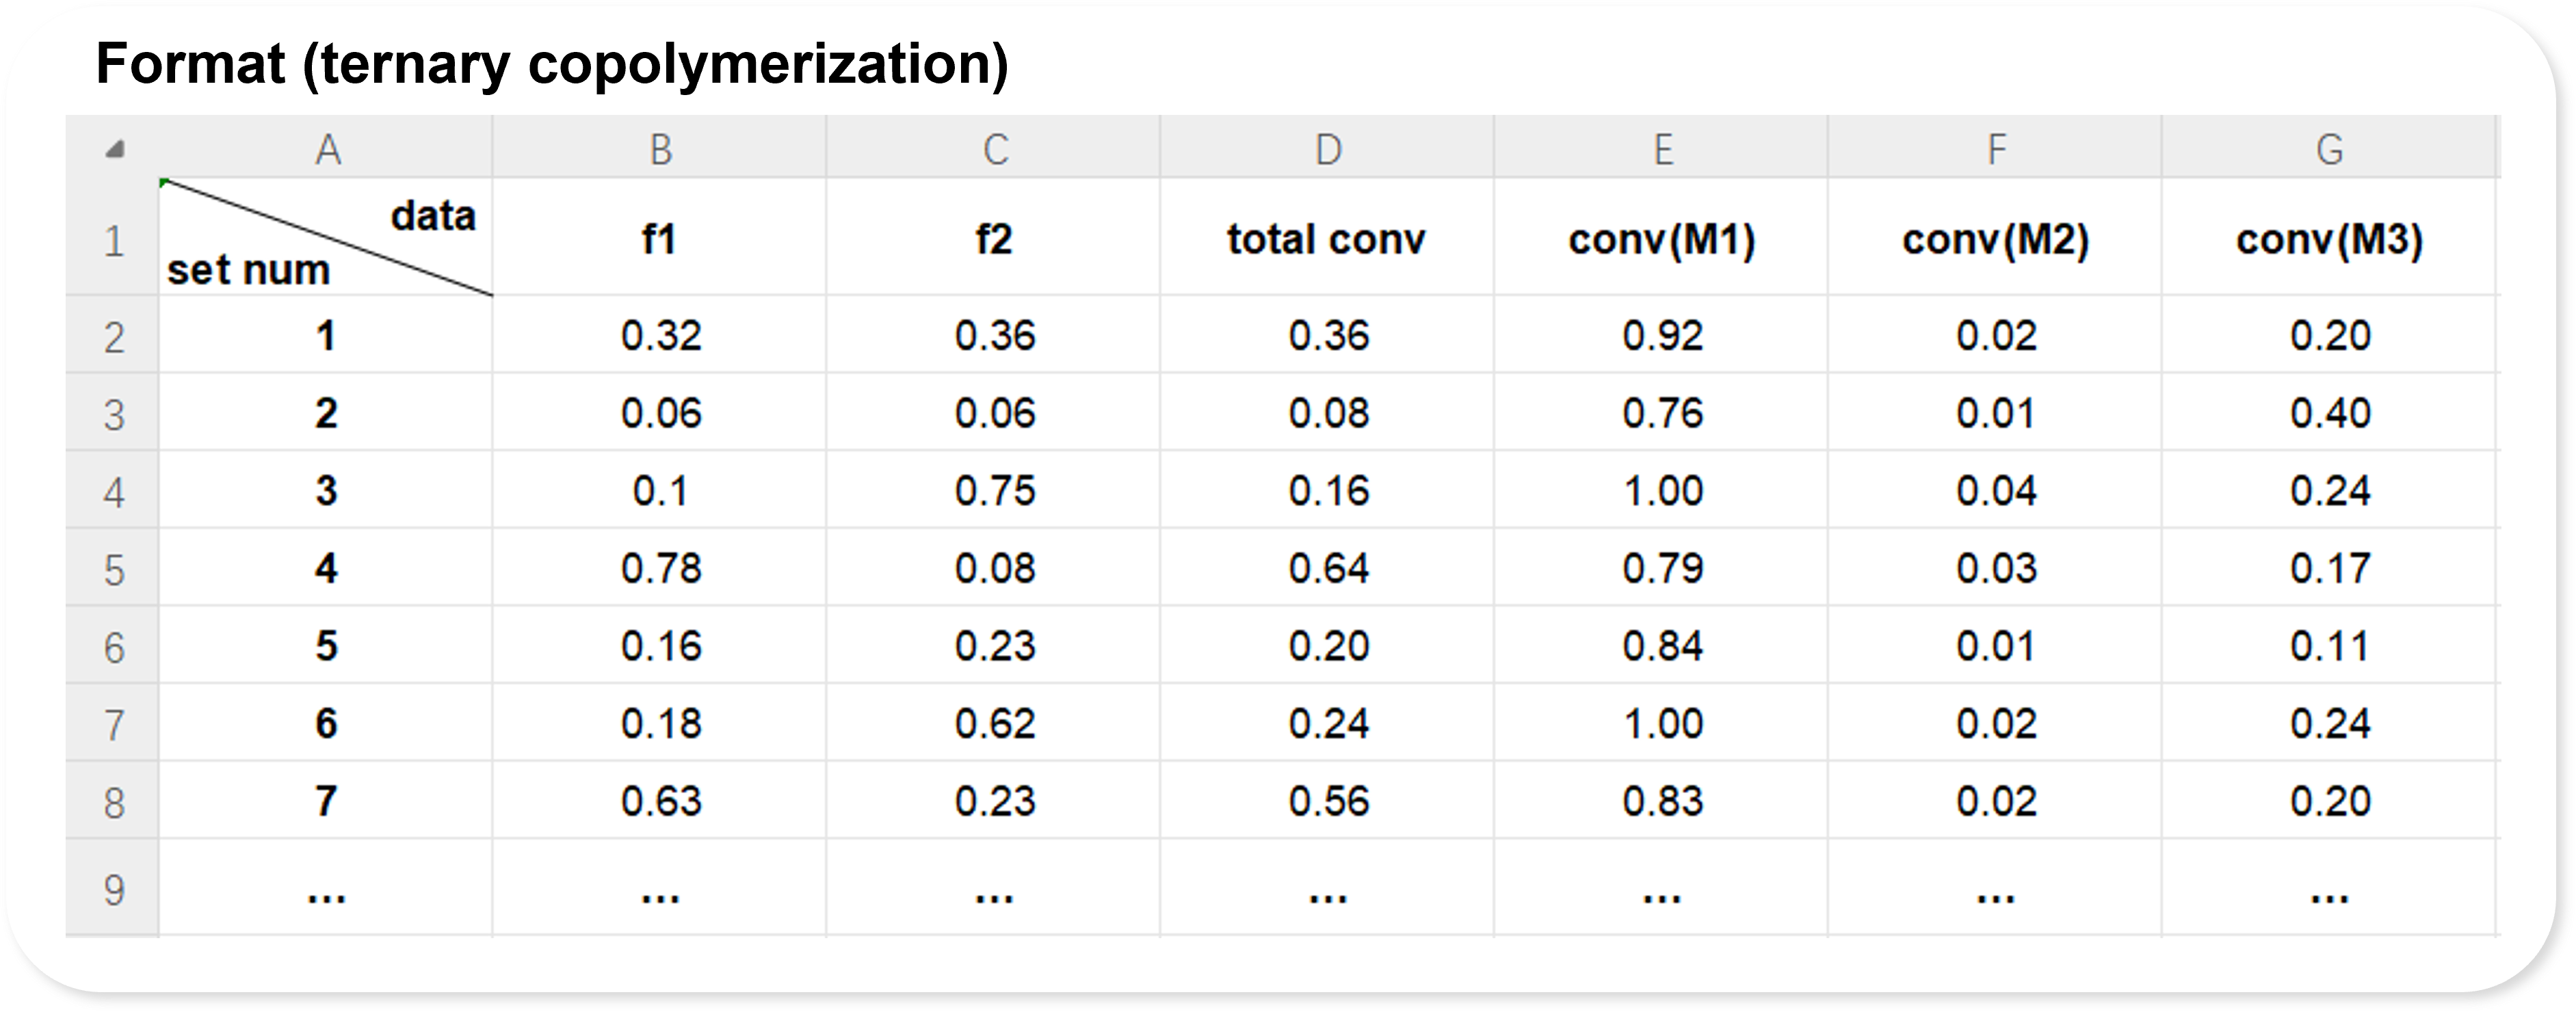 Format (ternary copolymerization)
A B C D E F G
1 data set num f1 f2 total conv conv(M1) conv(M2) conv(M3)
2 1 0.32 0.36 0.36 0.92 0.02 0.20
3 2 0.06 0.06 0.08 0.76 0.01 0.40
4 3 0.1 0.75 0.16 1.00 0.04 0.24
5 4 0.78 0.08 0.64 0.79 0.03 0.17
6 5 0.16 0.23 0.20 0.84 0.01 0.11
7 6 0.18 0.62 0.24 1.00 0.02 0.24
8 7 0.63 0.23 0.56 0.83 0.02 0.20
9 ... ... ... ... ... ... ...